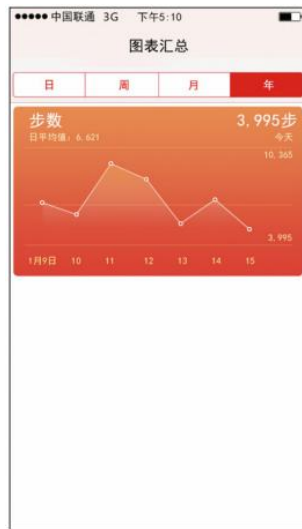 ●●●●● 中国联通 3G 下午5:10
图表汇总
日 周 月 年
步数 3,995步
日平均值: 6,621 今天
10,365
3,995
1月9日 10 11 12 13 14 15